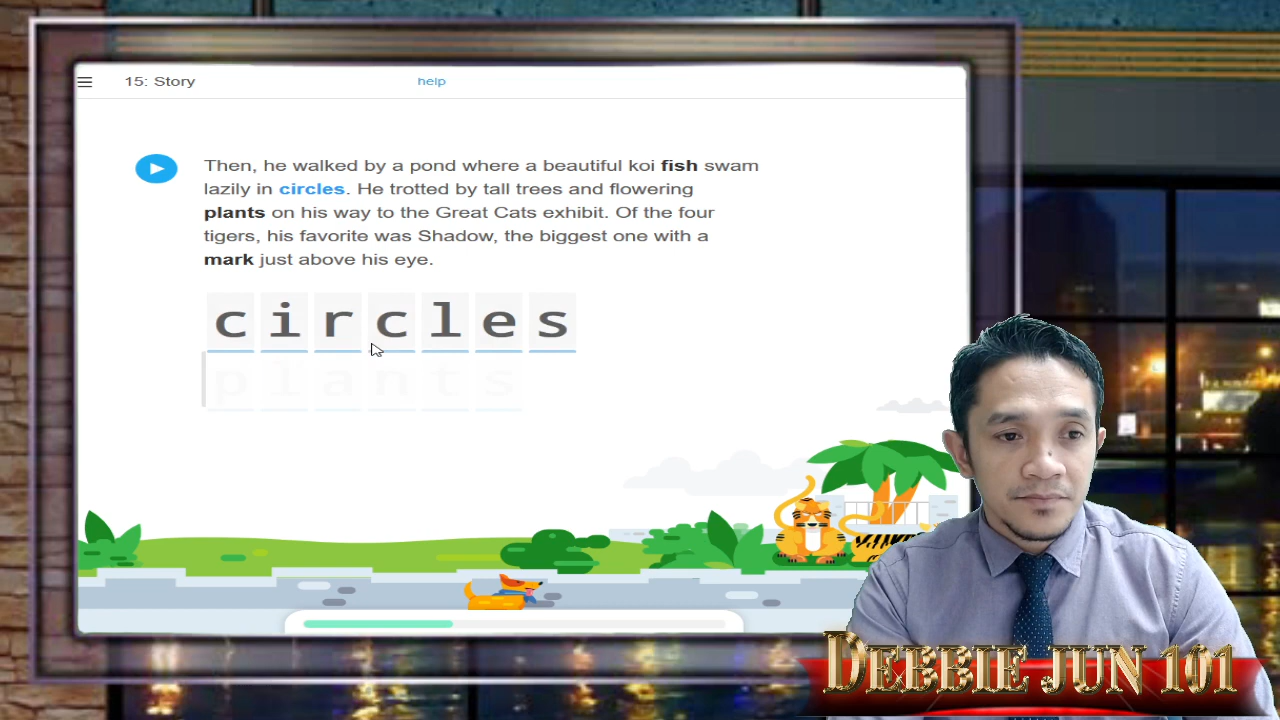 15: Story
help
Then, he walked by a pond where a beautiful koi fish swam
lazily in circles. He trotted by tall trees and flowering
plants on his way to the Great Cats exhibit. Of the four
tigers, his favorite was Shadow, the biggest one with a
mark just above his eye.
circles
plants
DEBBIE JUN 101